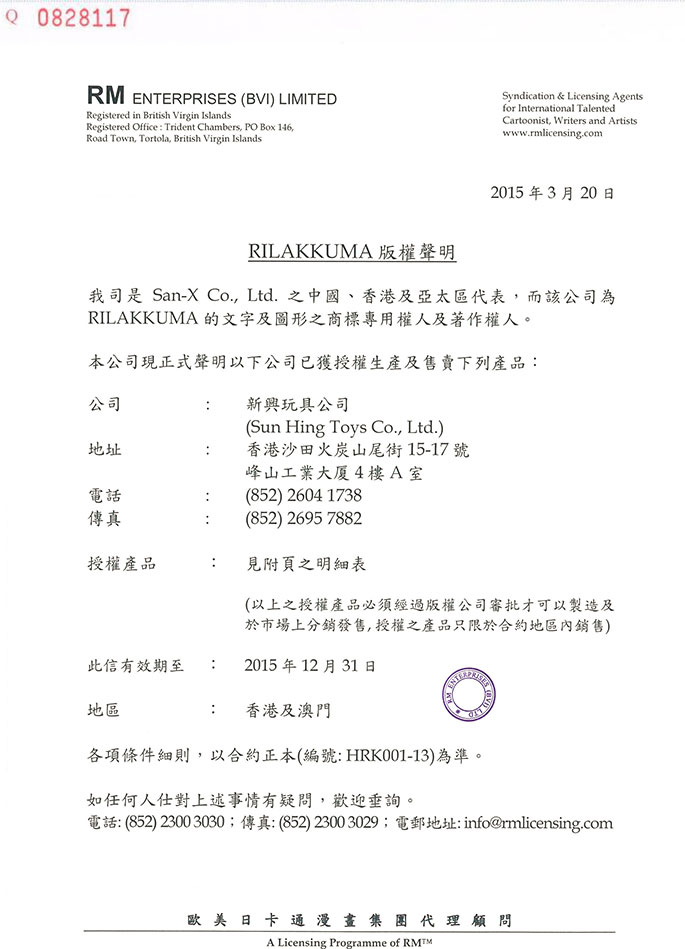 Q 0828117
RM ENTERPRISES (BVI) LIMITED
Registered in British Virgin Islands
Registered Office : Trident Chambers, PO Box 146,
Road Town, Tortola, British Virgin Islands
Syndication & Licensing Agents
for International Talented
Cartoonist, Writers and Artists
www.rmlicensing.com
2015 年 3 月 20 日
RILAKKUMA 版權聲明
我司是 San-X Co., Ltd. 之中國、香港及亞太區代表，而該公司為
RILAKKUMA 的文字及圖形之商標專用權人及著作權人。
本公司現正式聲明以下公司已獲授權生產及售賣下列產品：
公司 : 新興玩具公司
(Sun Hing Toys Co., Ltd.)
地址 : 香港沙田火炭山尾街 15-17 號
峰山工業大廈 4 樓 A 室
電話 : (852) 2604 1738
傳真 : (852) 2695 7882
授權產品 : 見附頁之明細表
(以上之授權產品必須經過版權公司審批才可以製造及
於市場上分銷發售, 授權之產品只限於合約地區內銷售)
此信有效期至 : 2015 年 12 月 31 日
地區 : 香港及澳門
RM ENTERPRISES (BVI) LTD
各項條件細則，以合約正本(編號: HRK001-13)為準。
如任何人仕對上述事情有疑問，歡迎垂詢。
電話: (852) 2300 3030；傳真: (852) 2300 3029；電郵地址: info@rmlicensing.com
歐美日卡通漫畫集團代理顧問
A Licensing Programme of RM™